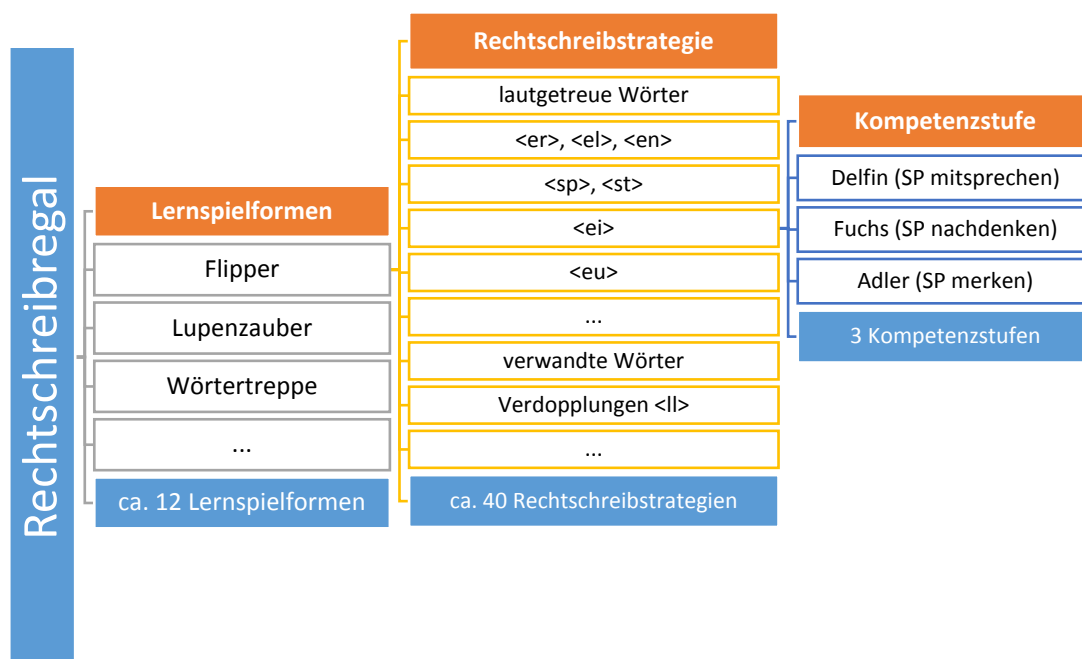 Rechtschreibregal
Lernspielformen
Flipper
Lupenzauber
Wörtertreppe
...
ca. 12 Lernspielformen
Rechtschreibstrategie
lautgetreue Wörter
<er>, <el>, <en>
<sp>, <st>
<ei>
<eu>
...
verwandte Wörter
Verdopplungen <ll>
...
ca. 40 Rechtschreibstrategien
Kompetenzstufe
Delfin (SP mitsprechen)
Fuchs (SP nachdenken)
Adler (SP merken)
3 Kompetenzstufen